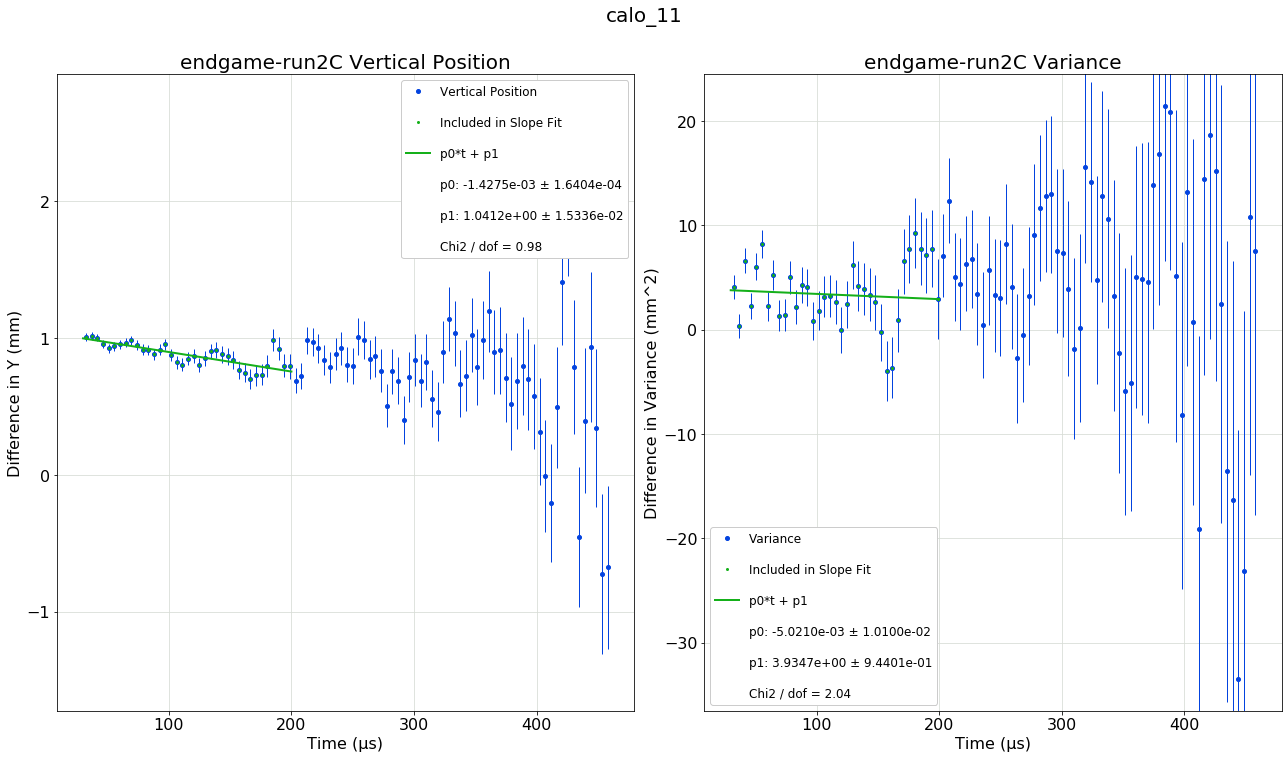 calo_11
endgame-run2C Vertical Position
Difference in Y (mm)
2
1
0
−1
100
200
300
400
Time (μs)
Vertical Position
Included in Slope Fit
p0*t + p1
p0: -1.4275e-03 ± 1.6404e-04
p1: 1.0412e+00 ± 1.5336e-02
Chi2 / dof = 0.98
endgame-run2C Variance
Difference in Variance (mm^2)
20
10
0
−10
−20
−30
100
200
300
400
Time (μs)
Variance
Included in Slope Fit
p0*t + p1
p0: -5.0210e-03 ± 1.0100e-02
p1: 3.9347e+00 ± 9.4401e-01
Chi2 / dof = 2.04